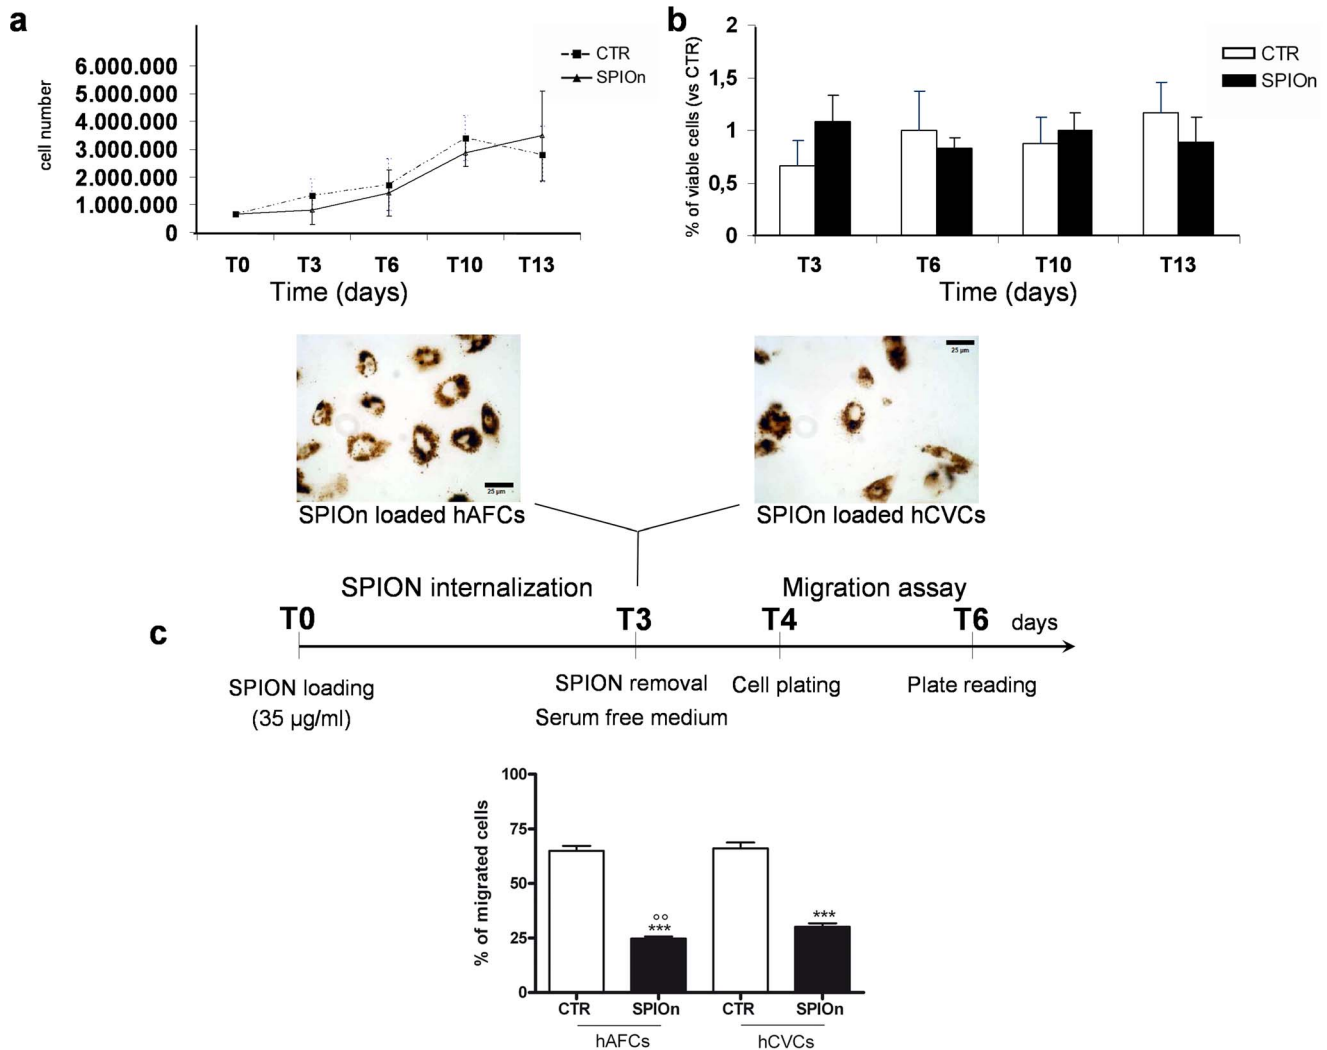 a
cell number
6.000.000
5.000.000
4.000.000
3.000.000
2.000.000
1.000.000
0
CTR
SPIOn
T0 T3 T6 T10 T13
Time (days)
b
% of viable cells (vs CTR)
2
1,5
1
0,5
0
CTR
SPIOn
T3 T6 T10 T13
Time (days)
25 µm
SPIOn loaded hAFCs
25 µm
SPIOn loaded hCVCs
c
SPION internalization
Migration assay
T0 T3 T4 T6 days
SPION loading
(35 µg/ml)
SPION removal
Serum free medium
Cell plating
Plate reading
% of migrated cells
100
75
50
25
0
°°
***
***
CTR SPIOn CTR SPIOn
hAFCs hCVCs